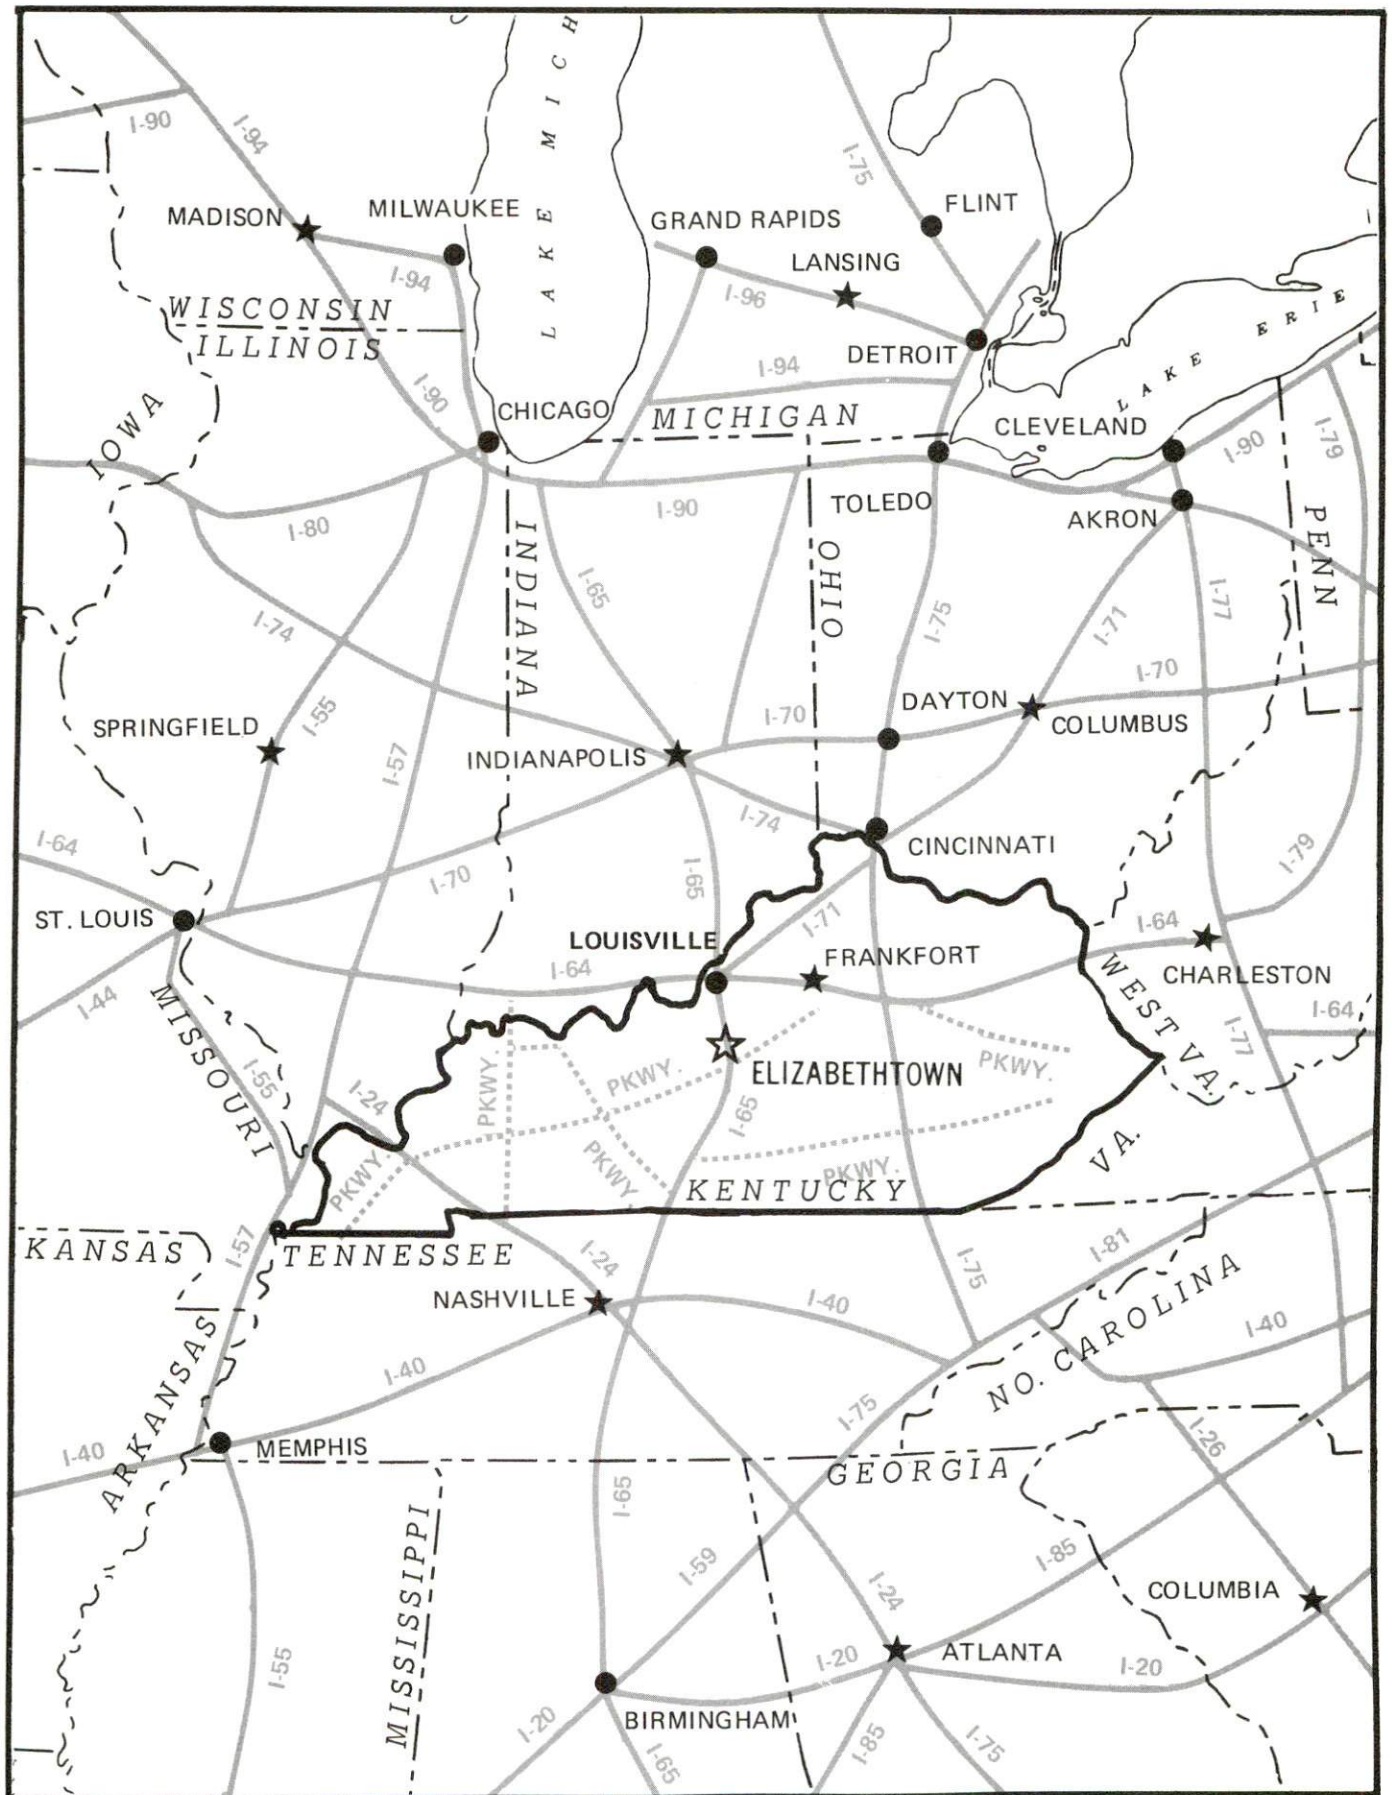 I-90
I-94
MADISON
MILWAUKEE
I-94
WISCONSIN
ILLINOIS
LAKE MICH
GRAND RAPIDS
LANSING
I-96
I-75
FLINT
DETROIT
I-94
MICHIGAN
LAKE ERIE
CLEVELAND
IOWA
I-90
CHICAGO
I-80
I-90
TOLEDO
AKRON
I-90
I-79
PENN
INDIANA
OHIO
I-65
I-75
I-71
I-77
I-74
I-55
I-57
SPRINGFIELD
INDIANAPOLIS
I-70
DAYTON
COLUMBUS
I-70
I-74
CINCINNATI
I-64
I-70
I-65
I-79
ST. LOUIS
LOUISVILLE
I-71
FRANKFORT
I-64
I-64
CHARLESTON
I-44
MISSOURI
I-55
WEST VA.
I-64
I-77
ELIZABETHTOWN
PKWY.
PKWY.
PKWY.
I-24
I-65
PKWY.
PKWY.
PKWY.
KENTUCKY
VA.
KANSAS
I-57
TENNESSEE
I-24
I-75
I-81
NASHVILLE
I-40
NO. CAROLINA
I-40
ARKANSAS
I-40
I-75
I-26
I-40
MEMPHIS
GEORGIA
I-65
MISSISSIPPI
I-59
I-85
I-24
COLUMBIA
I-55
I-20
ATLANTA
I-20
I-20
BIRMINGHAM
I-65
I-85
I-75